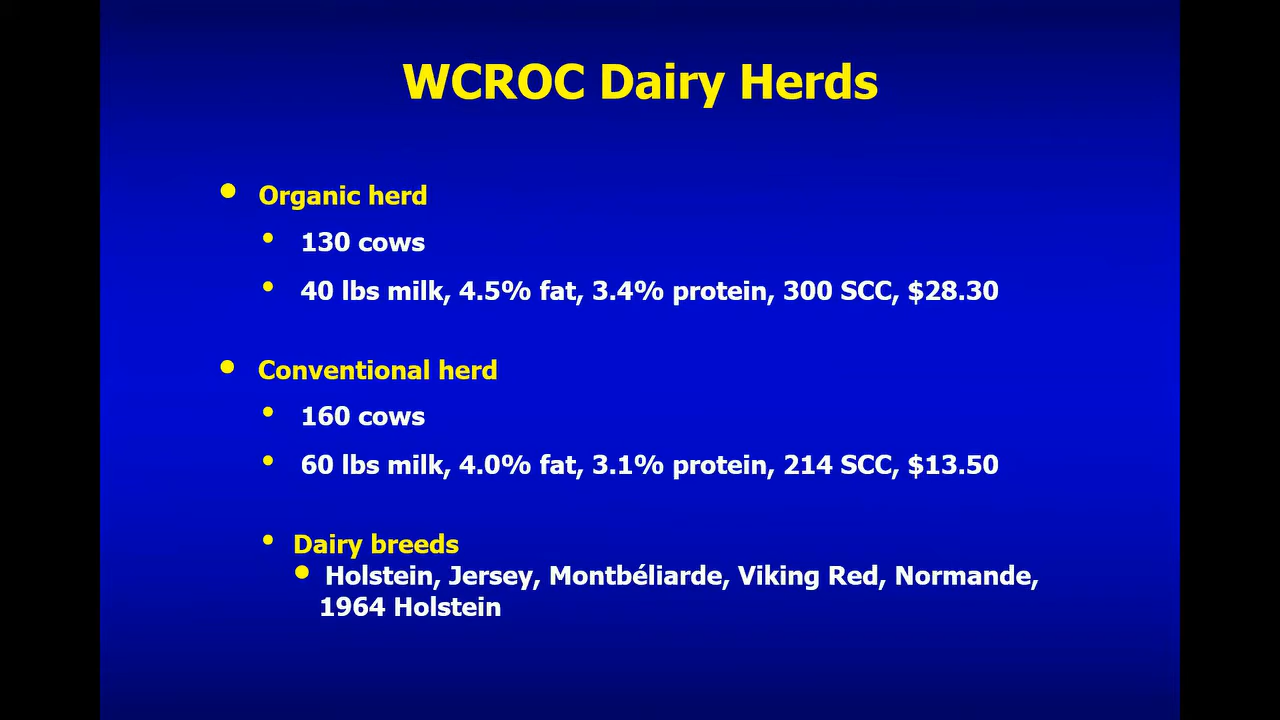 WCROC Dairy Herds
• Organic herd
• 130 cows
• 40 lbs milk, 4.5% fat, 3.4% protein, 300 SCC, $28.30
• Conventional herd
• 160 cows
• 60 lbs milk, 4.0% fat, 3.1% protein, 214 SCC, $13.50
• Dairy breeds
• Holstein, Jersey, Montbéliarde, Viking Red, Normande,
1964 Holstein